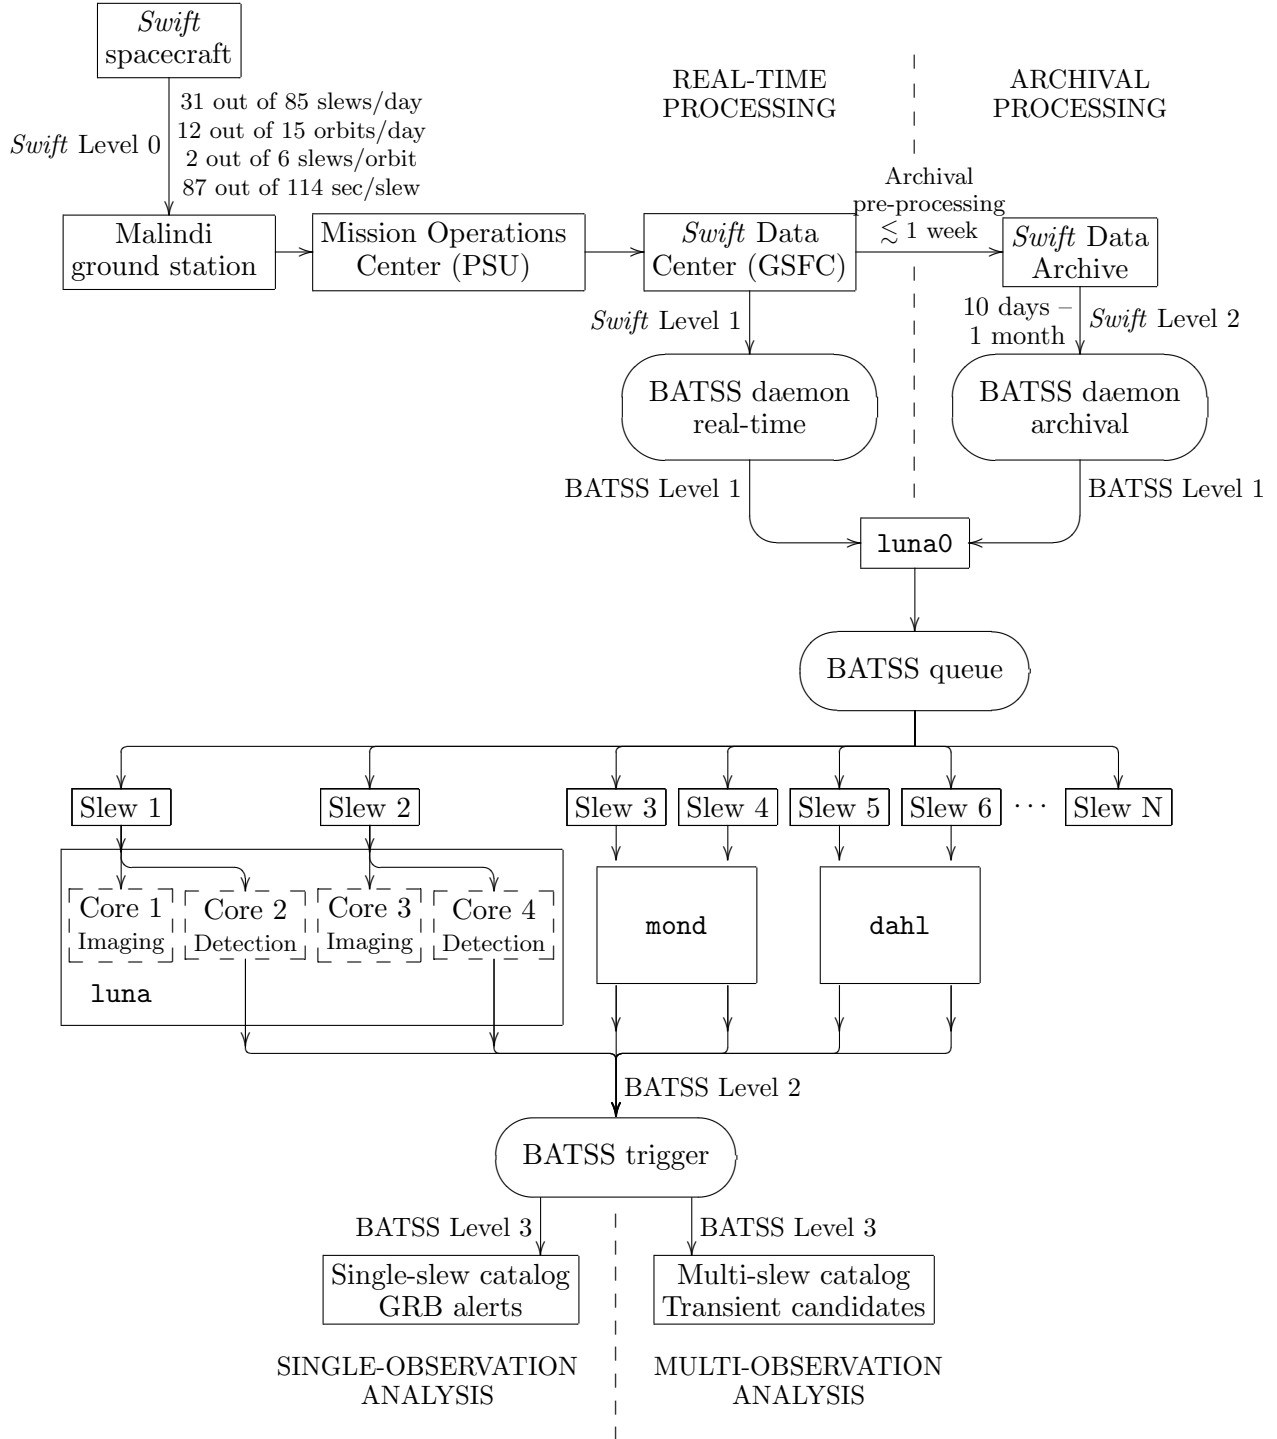 Swift
spacecraft
REAL-TIME
PROCESSING
ARCHIVAL
PROCESSING
Swift Level 0
31 out of 85 slews/day
12 out of 15 orbits/day
2 out of 6 slews/orbit
87 out of 114 sec/slew
Archival
pre-processing
≲ 1 week
Malindi
ground station
Mission Operations
Center (PSU)
Swift Data
Center (GSFC)
Swift Data
Archive
Swift Level 1
10 days –
1 month
Swift Level 2
BATSS daemon
real-time
BATSS daemon
archival
BATSS Level 1
BATSS Level 1
luna0
BATSS queue
Slew 1
Slew 2
Slew 3
Slew 4
Slew 5
Slew 6
···
Slew N
Core 1
Imaging
Core 2
Detection
Core 3
Imaging
Core 4
Detection
luna
mond
dahl
BATSS Level 2
BATSS trigger
BATSS Level 3
BATSS Level 3
Single-slew catalog
GRB alerts
Multi-slew catalog
Transient candidates
SINGLE-OBSERVATION
ANALYSIS
MULTI-OBSERVATION
ANALYSIS